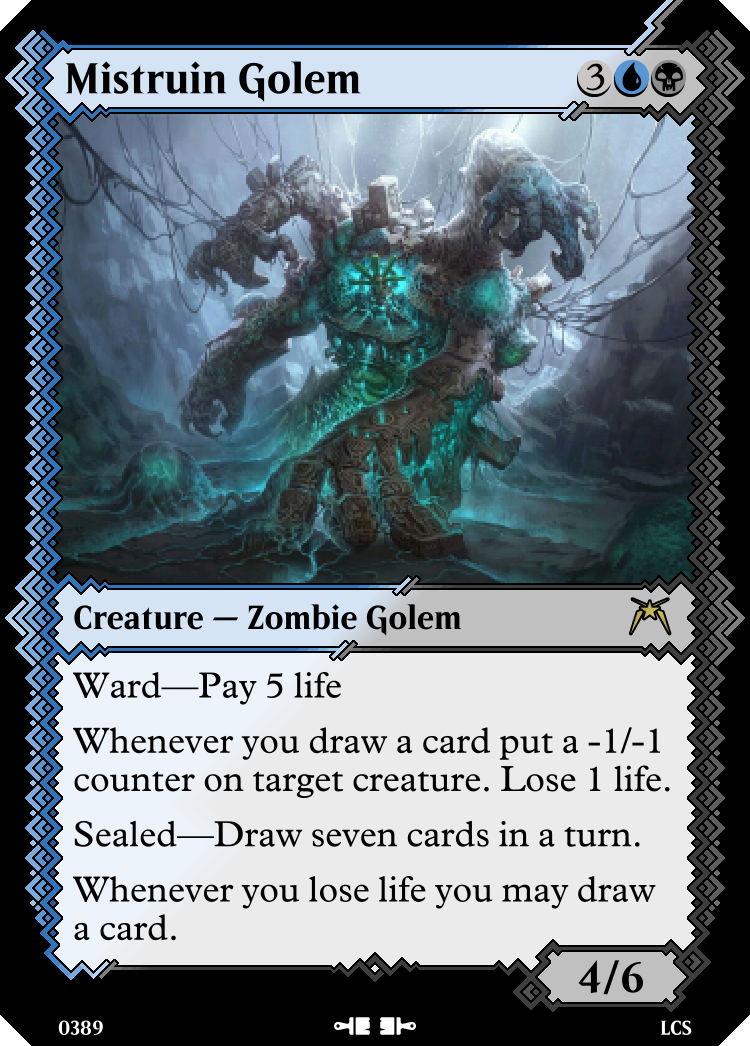 Mistruin Golem 3
Creature — Zombie Golem
Ward—Pay 5 life
Whenever you draw a card put a -1/-1
counter on target creature. Lose 1 life.
Sealed—Draw seven cards in a turn.
Whenever you lose life you may draw
a card.
4/6
0389 LCS